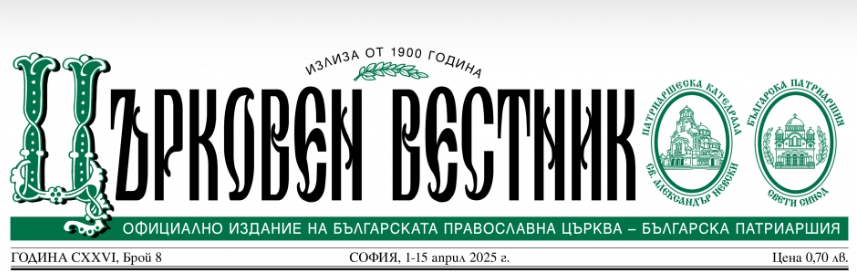 ИЗЛИЗА ОТ 1900 ГОДИНА
ЦЪРКОВЕН ВЕСТНИК
ПАТРИАРШЕСКА КАТЕДРАЛА
СВ. АЛЕКСАНДЪР НЕВСКИ
БЪЛГАРСКА ПАТРИАРШИЯ
СВЕТИ СИНОД
ОФИЦИАЛНО ИЗДАНИЕ НА БЪЛГАРСКАТА ПРАВОСЛАВНА ЦЪРКВА – БЪЛГАРСКА ПАТРИАРШИЯ
ГОДИНА CXXVI, Брой 8 СОФИЯ, 1-15 април 2025 г. Цена 0,70 лв.